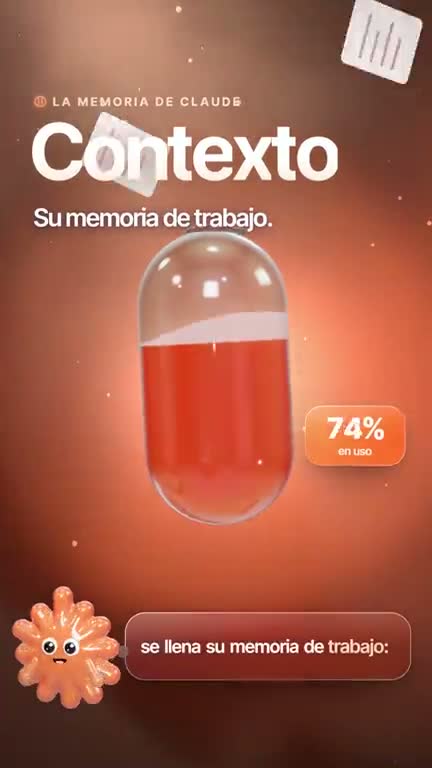 LA MEMORIA DE CLAUDE
Contexto
Su memoria de trabajo.
74%
en uso
se llena su memoria de trabajo: